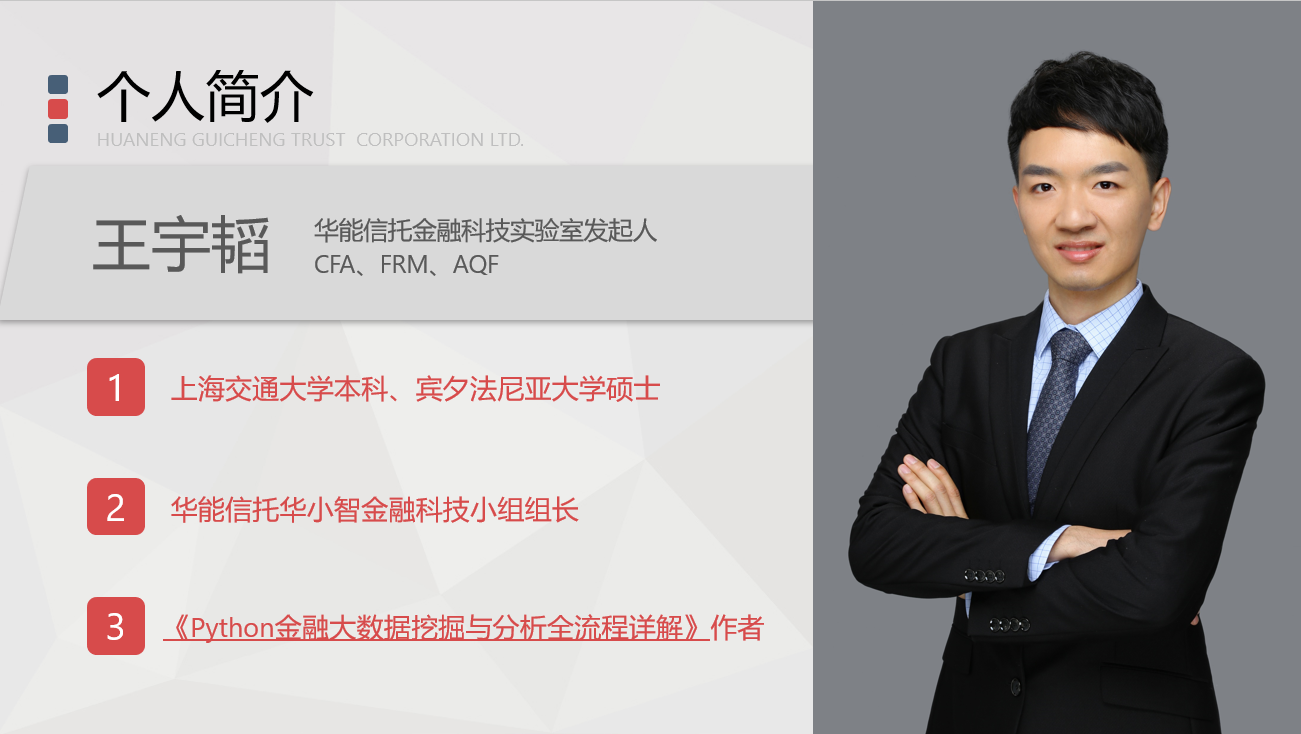 个人简介
HUANENG GUICHENG TRUST CORPORATION LTD.
王宇韬
华能信托金融科技实验室发起人
CFA、FRM、AQF
1 上海交通大学本科、宾夕法尼亚大学硕士
2 华能信托华小智金融科技小组组长
3 《Python金融大数据挖掘与分析全流程详解》作者